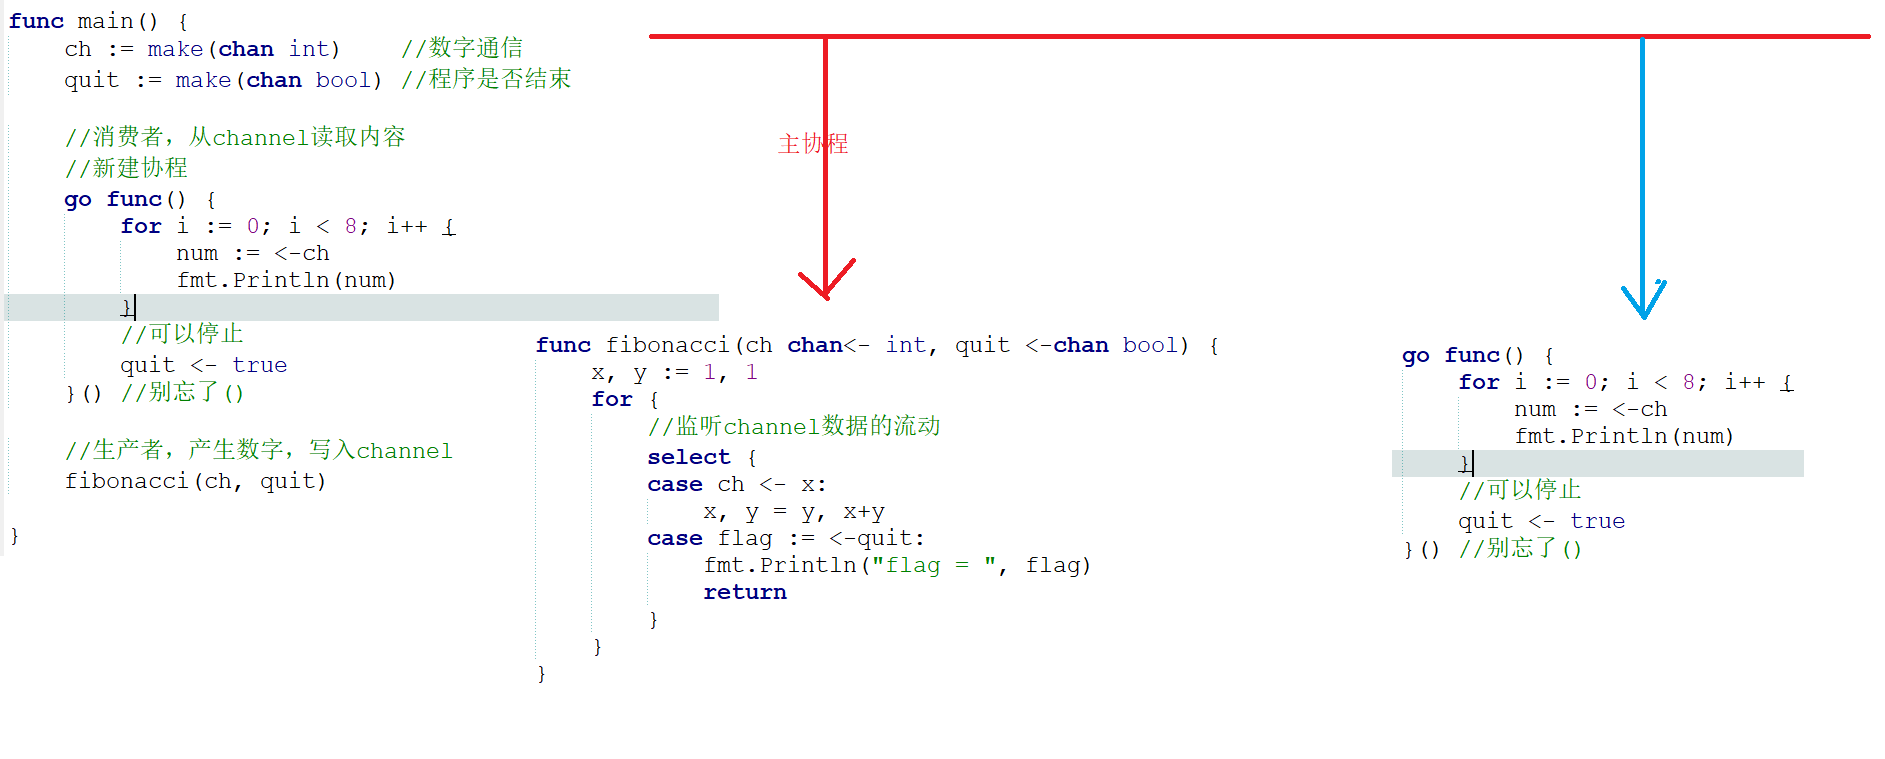 func main() {
    ch := make(chan int)    //数字通信
    quit := make(chan bool) //程序是否结束
    //消费者，从channel读取内容
    //新建协程
    go func() {
        for i := 0; i < 8; i++ {
            num := <-ch
            fmt.Println(num)
        }
        //可以停止
        quit <- true
    }() //别忘了()
    //生产者，产生数字，写入channel
    fibonacci(ch, quit)
}
主协程
func fibonacci(ch chan<- int, quit <-chan bool) {
    x, y := 1, 1
    for {
        //监听channel数据的流动
        select {
        case ch <- x:
            x, y = y, x+y
        case flag := <-quit:
            fmt.Println("flag = ", flag)
            return
        }
    }
}
go func() {
    for i := 0; i < 8; i++ {
        num := <-ch
        fmt.Println(num)
    }
    //可以停止
    quit <- true
}() //别忘了()